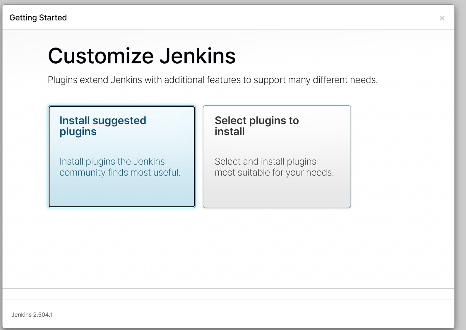 Getting Started
×
Customize Jenkins
Plugins extend Jenkins with additional features to support many different needs.
Install suggested
plugins
Install plugins the Jenkins
community finds most useful.
Select plugins to
install
Select and install plugins
most suitable for your needs.
Jenkins 2.504.1